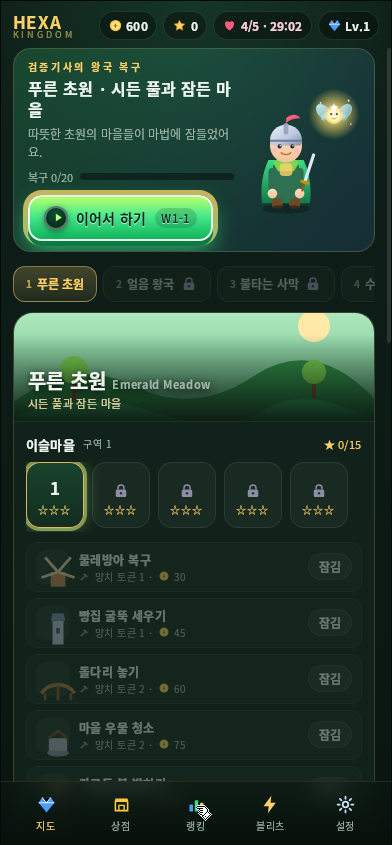 HEXA
KINGDOM
600
0
4/5 · 29:02
Lv.1
검증기사의 왕국 복구
푸른 초원 · 시든 풀과 잠든 마
을
따뜻한 초원의 마을들이 마법에 잠들었어
요.
복구 0/20
이어서 하기 W1-1
1 푸른 초원
2 얼음 왕국
3 불타는 사막
4
푸른 초원 Emerald Meadow
시든 풀과 잠든 마을
이슬마을 구역 1
★ 0/15
1
☆☆☆
☆☆☆
☆☆☆
☆☆☆
☆☆☆
물레방아 복구
망치 토큰 1 · 30
잠김
빵집 굴뚝 세우기
망치 토큰 1 · 45
잠김
돌다리 놓기
망치 토큰 2 · 60
잠김
마을 우물 청소
망치 토큰 2 · 75
잠김
지도
상점
랭킹
블리츠
설정